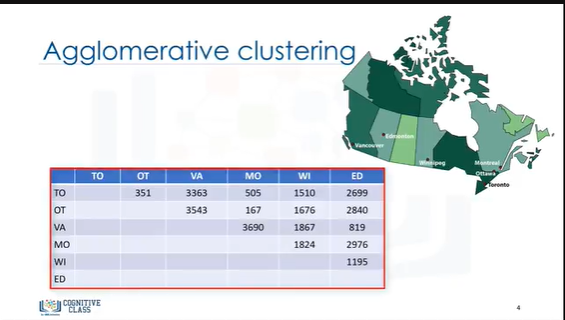 Agglomerative clustering
Edmonton
Vancouver
Winnipeg
Montreal
Ottawa
Toronto
TO OT VA MO WI ED
TO 351 3363 505 1510 2699
OT 3543 167 1676 2840
VA 3690 1867 819
MO 1824 2976
WI 1195
ED
COGNITIVE
CLASS
4